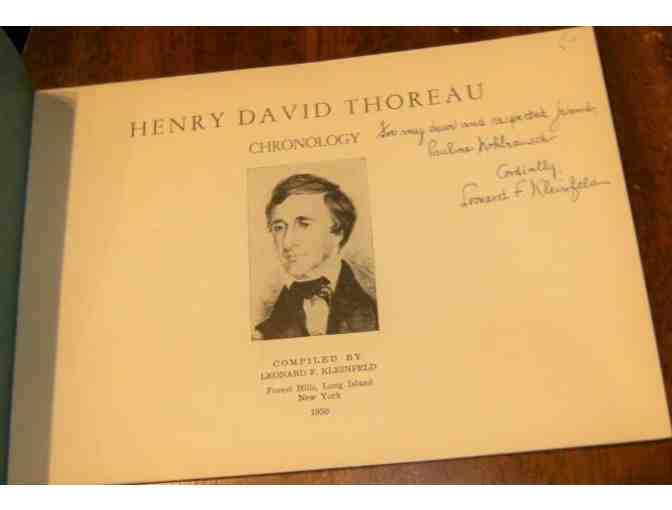 HENRY DAVID THOREAU
CHRONOLOGY
For my dear and respected friend,
Pauline Kohlrausch
Cordially,
Leonard F. Kleinfeld
COMPILED BY
LEONARD F. KLEINFELD
Forest Hills, Long Island
New York
1950